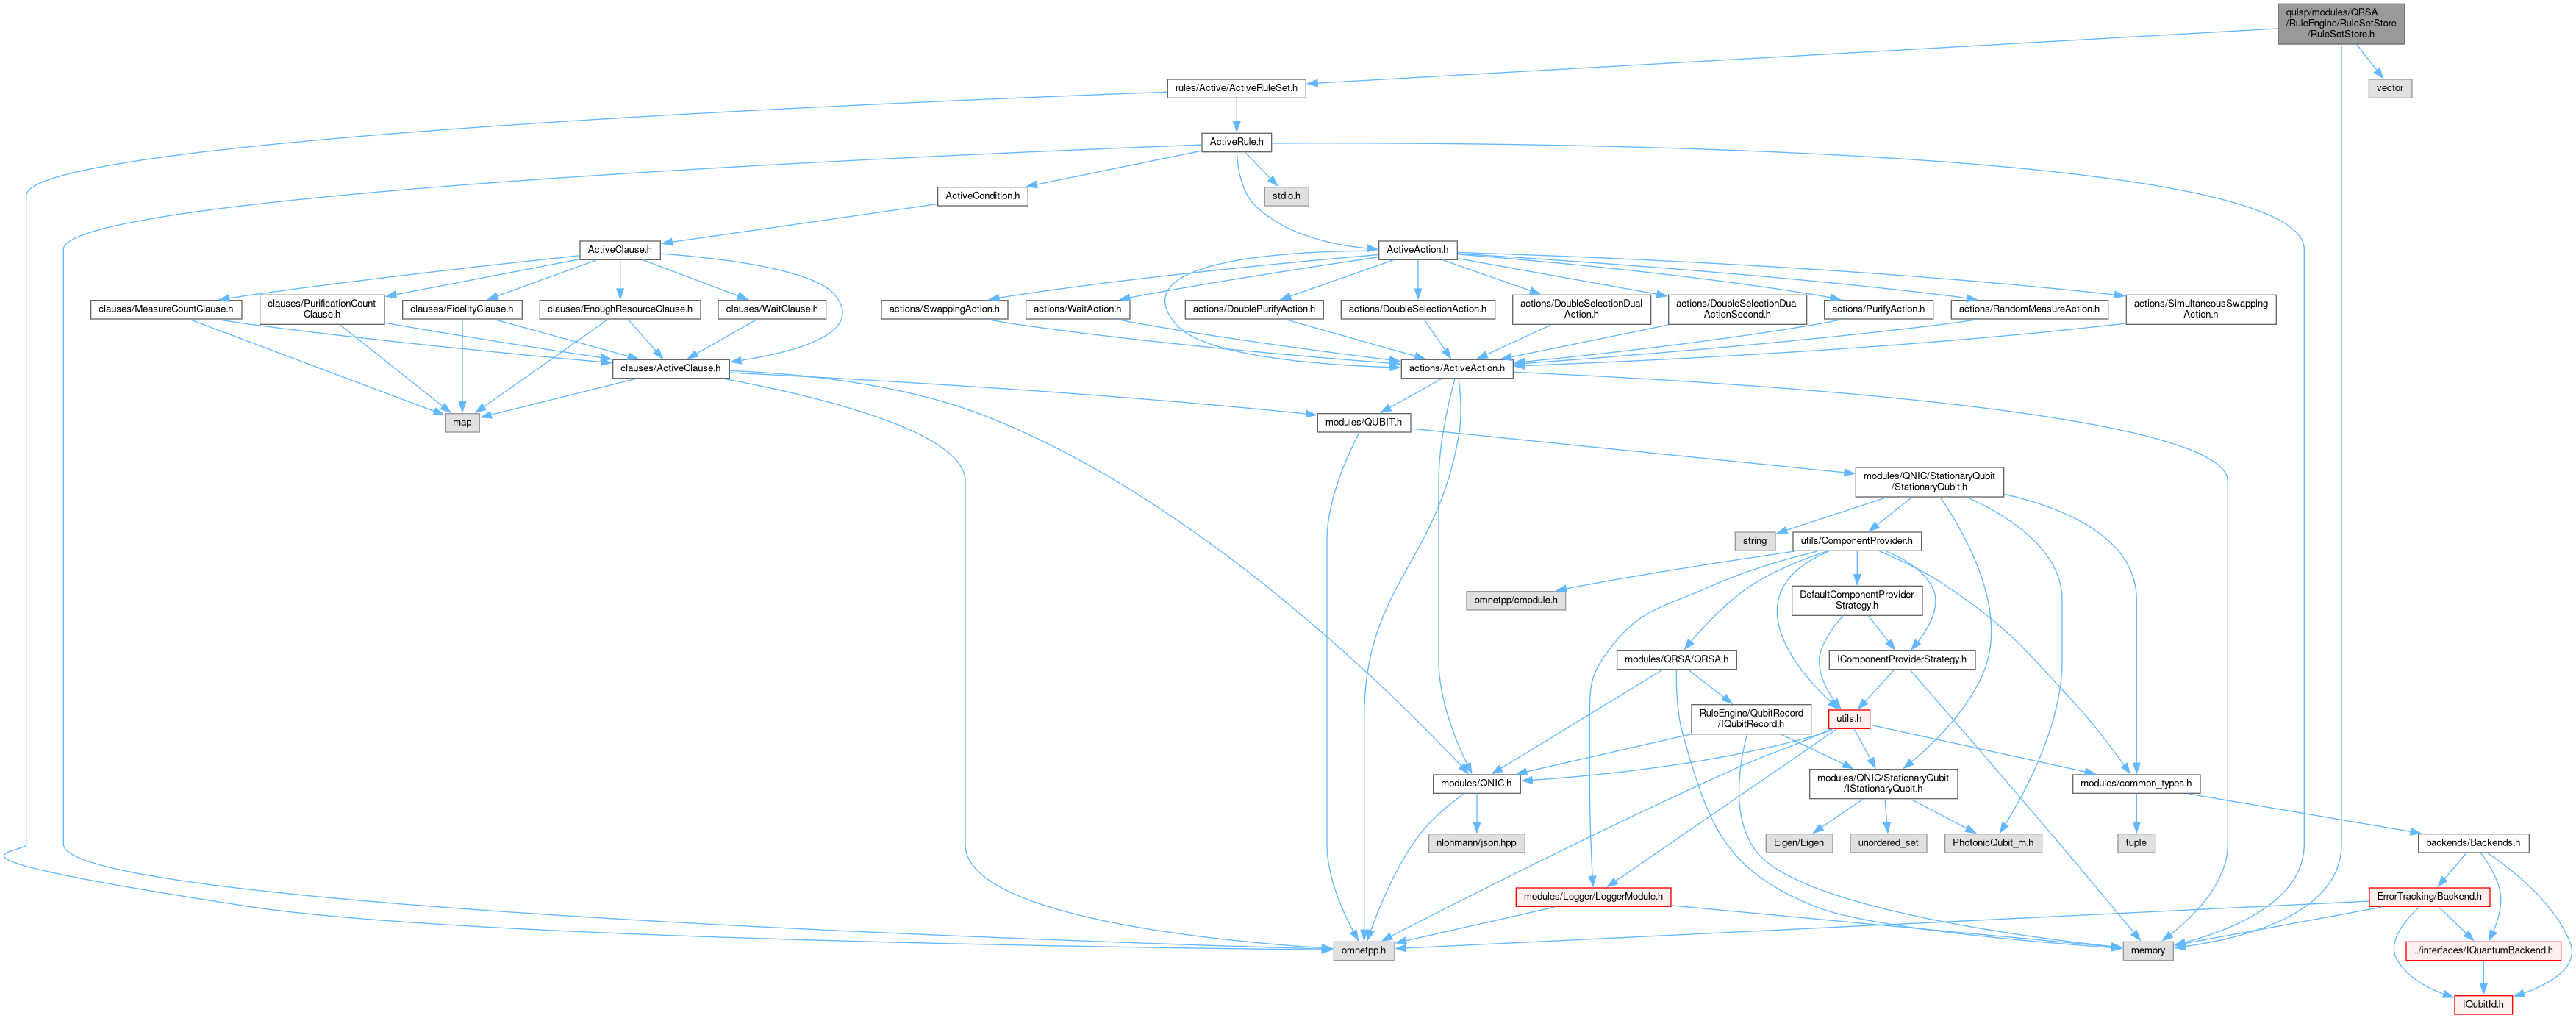 quisp/modules/QRSA
/RuleEngine/RuleSetStore
/RuleSetStore.h
rules/Active/ActiveRuleSet.h
vector
ActiveRule.h
ActiveCondition.h
stdio.h
ActiveClause.h
ActiveAction.h
clauses/MeasureCountClause.h
clauses/PurificationCount
Clause.h
clauses/FidelityClause.h
clauses/EnoughResourceClause.h
clauses/WaitClause.h
actions/SwappingAction.h
actions/WaitAction.h
actions/DoublePurifyAction.h
actions/DoubleSelectionAction.h
actions/DoubleSelectionDual
Action.h
actions/DoubleSelectionDual
ActionSecond.h
actions/PurifyAction.h
actions/RandomMeasureAction.h
actions/SimultaneousSwapping
Action.h
clauses/ActiveClause.h
actions/ActiveAction.h
map
modules/QUBIT.h
modules/QNIC/StationaryQubit
/StationaryQubit.h
string
utils/ComponentProvider.h
omnetpp/cmodule.h
DefaultComponentProvider
Strategy.h
modules/QRSA/QRSA.h
IComponentProviderStrategy.h
RuleEngine/QubitRecord
/IQubitRecord.h
utils.h
modules/QNIC.h
modules/QNIC/StationaryQubit
/IStationaryQubit.h
modules/common_types.h
nlohmann/json.hpp
Eigen/Eigen
unordered_set
PhotonicQubit_m.h
tuple
backends/Backends.h
modules/Logger/LoggerModule.h
ErrorTracking/Backend.h
omnetpp.h
memory
../interfaces/IQuantumBackend.h
IQubitId.h